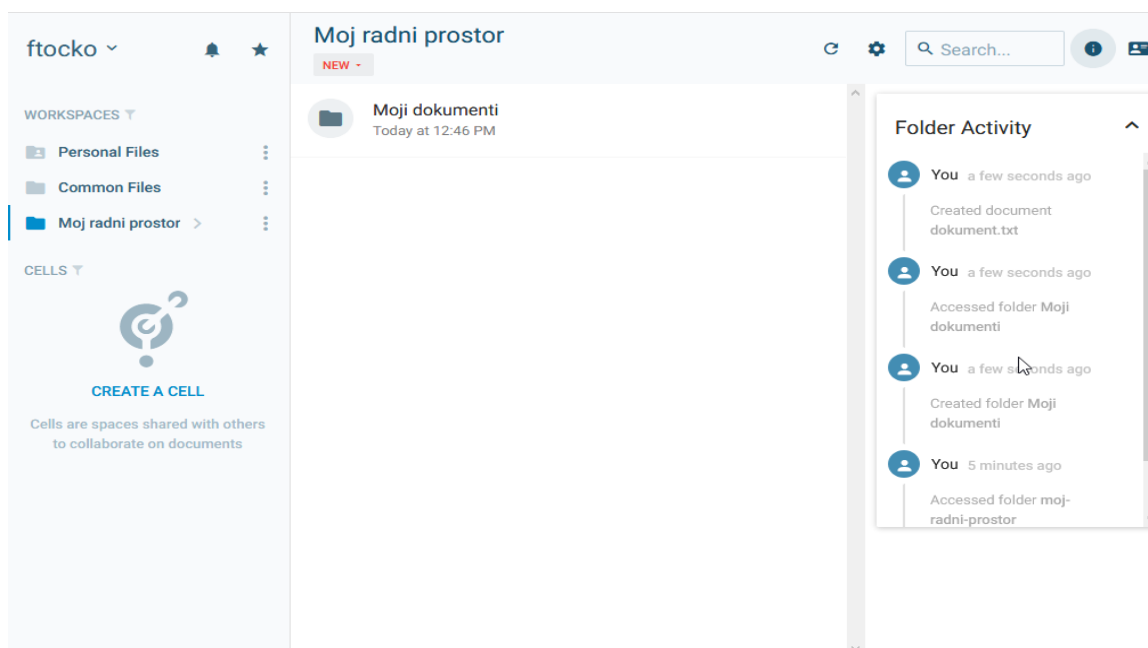 ftocko
WORKSPACES
Personal Files
Common Files
Moj radni prostor
CELLS
CREATE A CELL
Cells are spaces shared with others
to collaborate on documents
Moj radni prostor
NEW
Search...
Moji dokumenti
Today at 12:46 PM
Folder Activity
You a few seconds ago
Created document
dokument.txt
You a few seconds ago
Accessed folder Moji
dokumenti
You a few seconds ago
Created folder Moji
dokumenti
You 5 minutes ago
Accessed folder moj-
radni-prostor